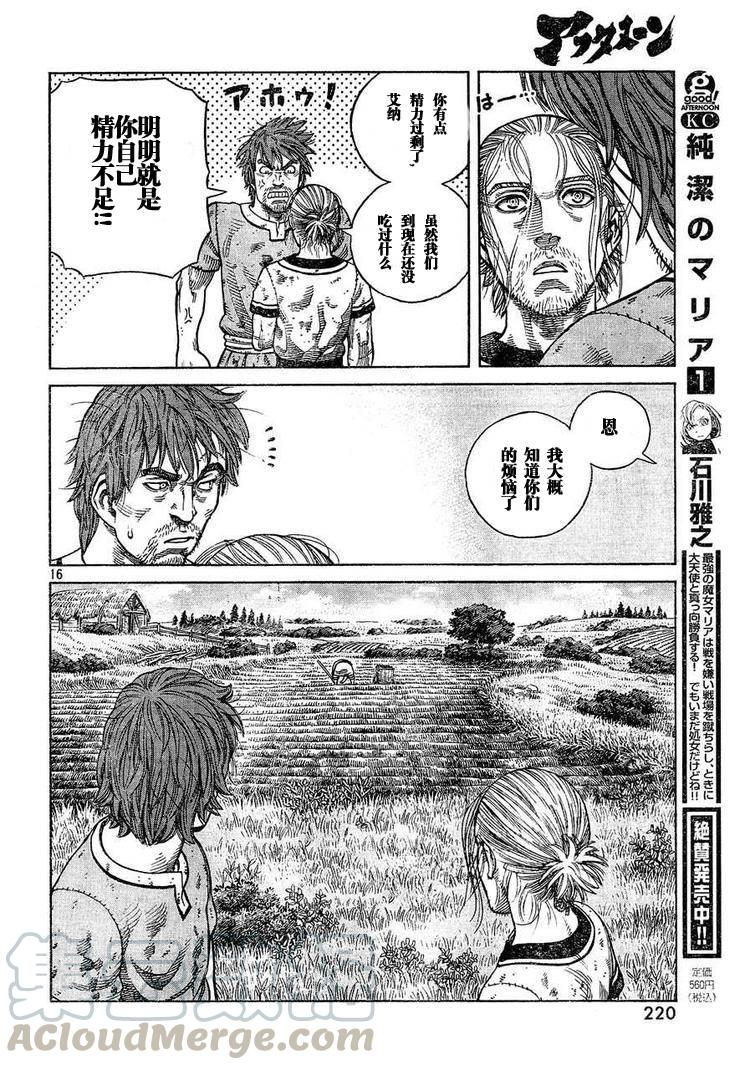 アフタヌーン
は―…
你有点
精力过剩了,
艾纳
虽然我们
到现在还没
吃过什么
アホゥ!
明明就是
你自己
精力不足!!
恩
我大概
知道你们
的烦恼了
16
good!
AFTERNOON
KC
純潔のマリア
1
石川雅之
最強の魔女マリアは戦を嫌い戦場を蹴ちらし、ときに
大天使と真っ向勝負する! でもいまだ処女だけどね!!
絶賛発売中!!
定価
560円
(税込)
220
ACloudMerge.com